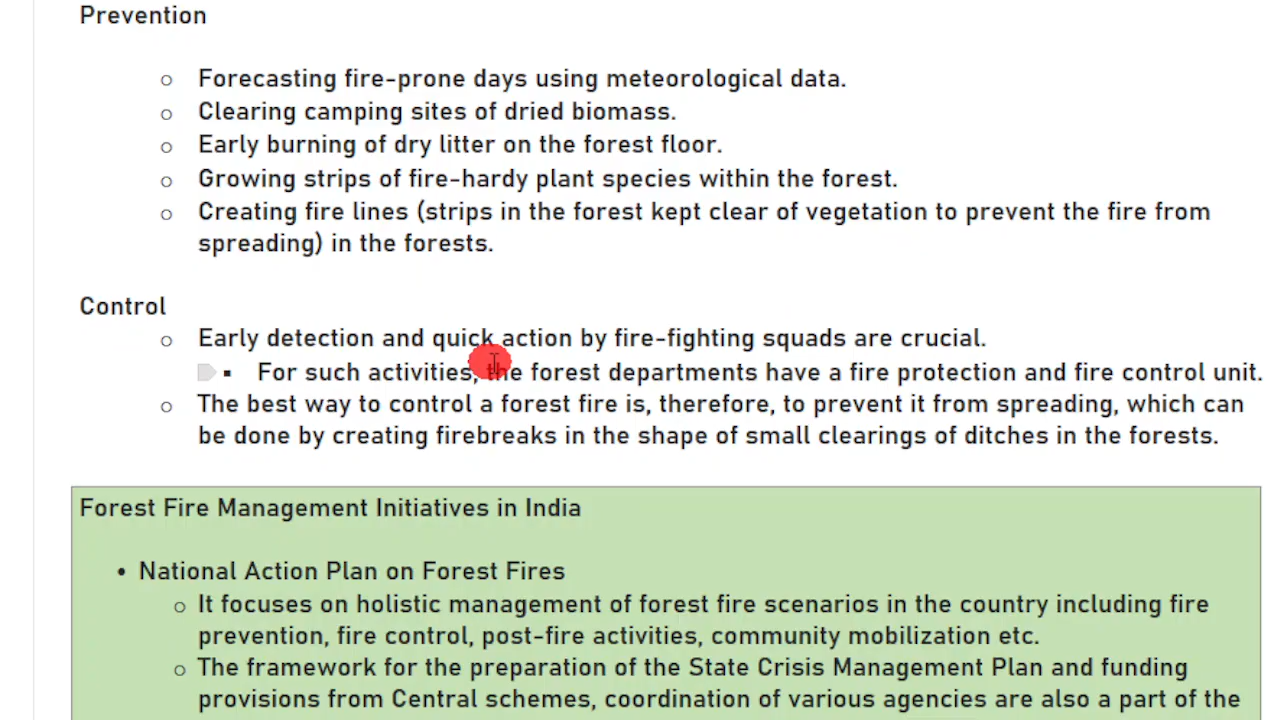 Prevention
○ Forecasting fire-prone days using meteorological data.
○ Clearing camping sites of dried biomass.
○ Early burning of dry litter on the forest floor.
○ Growing strips of fire-hardy plant species within the forest.
○ Creating fire lines (strips in the forest kept clear of vegetation to prevent the fire from
spreading) in the forests.
Control
○ Early detection and quick action by fire-fighting squads are crucial.
▪ For such activities, the forest departments have a fire protection and fire control unit.
○ The best way to control a forest fire is, therefore, to prevent it from spreading, which can
be done by creating firebreaks in the shape of small clearings of ditches in the forests.
Forest Fire Management Initiatives in India
• National Action Plan on Forest Fires
○ It focuses on holistic management of forest fire scenarios in the country including fire
prevention, fire control, post-fire activities, community mobilization etc.
○ The framework for the preparation of the State Crisis Management Plan and funding
provisions from Central schemes, coordination of various agencies are also a part of the